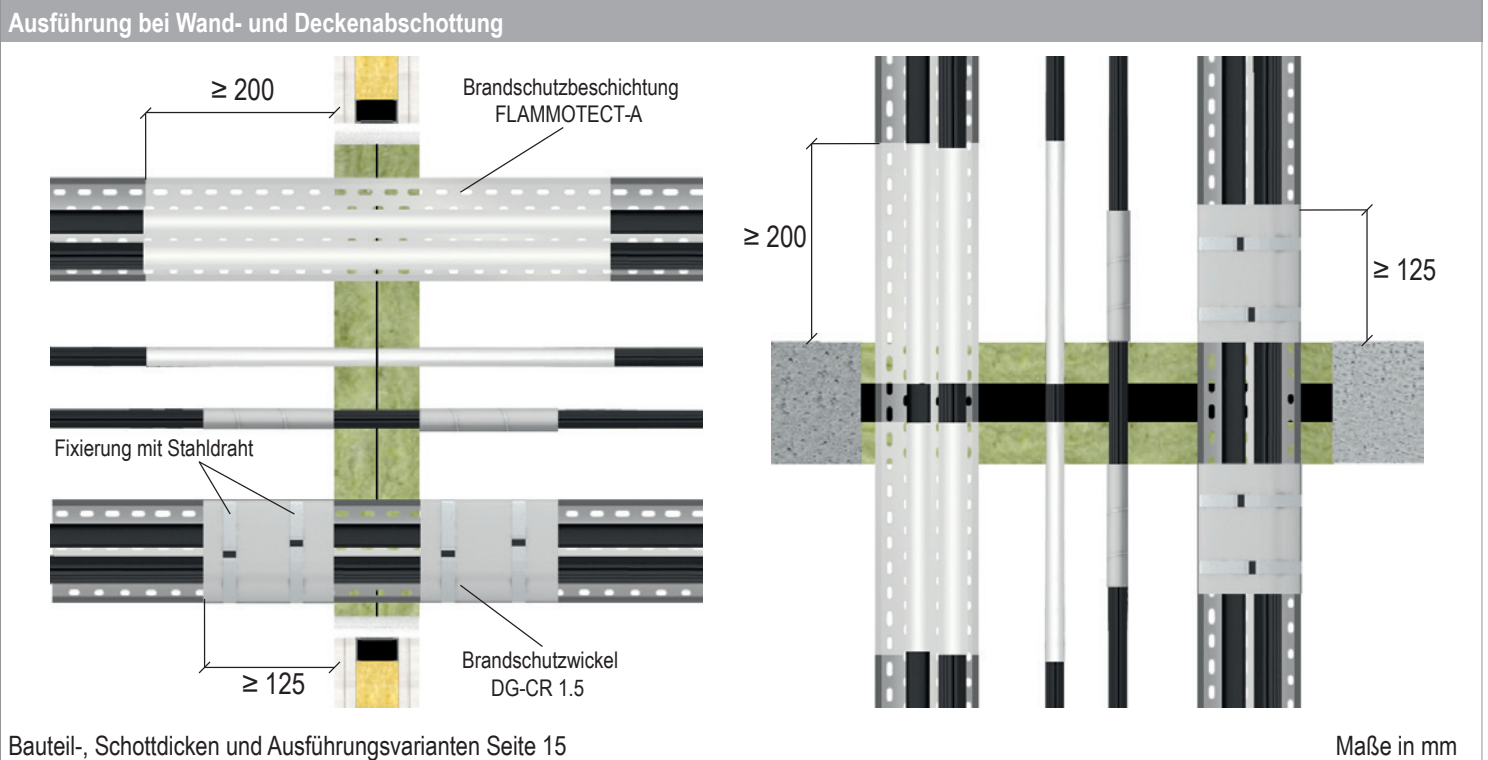 Ausführung bei Wand- und Deckenabschottung
≥ 200
Brandschutzbeschichtung
FLAMMOTECT-A
Fixierung mit Stahldraht
≥ 125
Brandschutzwickel
DG-CR 1.5
≥ 200
≥ 125
Bauteil-, Schottdicken und Ausführungsvarianten Seite 15
Maße in mm